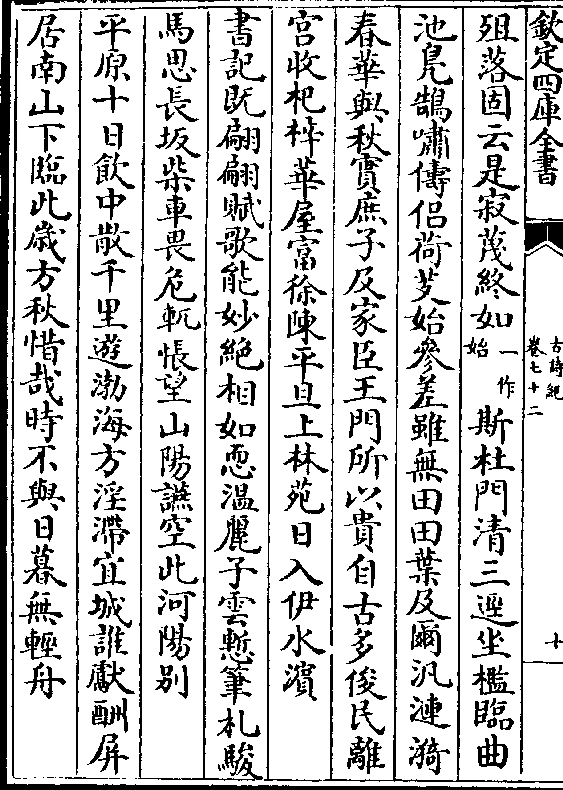 欽定四庫全書
古詩紀
卷七十二
十
殂落固云是寂蔑終如一作始斯杜門清三逕坐檻臨曲
池鳧鵠嘯儔侣荷芰始參差雖無田田葉及爾汎漣漪
春華與秋實庶子及家臣王門所以貴自古多俊民離
宫收杞梓華屋富徐陳平旦上林苑日入伊水濱
書記既翩翩賦歌能妙絶相如恧温麗子雲慙筆札駿
馬思長坂柴車畏危轍悵望山陽讌空此河陽别
平原十日飲中散千里遊渤海方淫滯宜城誰獻酬屏
居南山下臨此歲方秋惜哉時不與日暮無輕舟